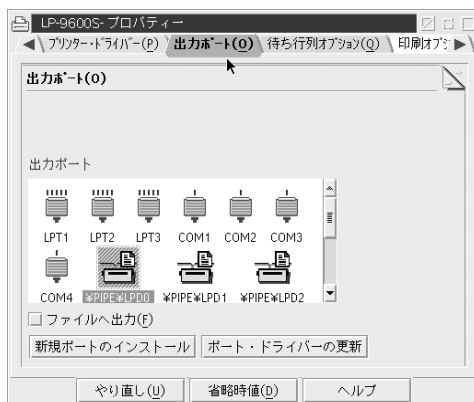 LP-9600S- プロパティー
プリンター・ドライバー(P) 出力ポート(O) 待ち行列オプション(Q) 印刷オプシ
出力ポート(O)
出力ポート
LPT1 LPT2 LPT3 COM1 COM2 COM3
COM4 ¥PIPE¥LPD0 ¥PIPE¥LPD1 ¥PIPE¥LPD2
ファイルへ出力(F)
新規ポートのインストール ポート・ドライバーの更新
やり直し(U) 省略時値(D) ヘルプ